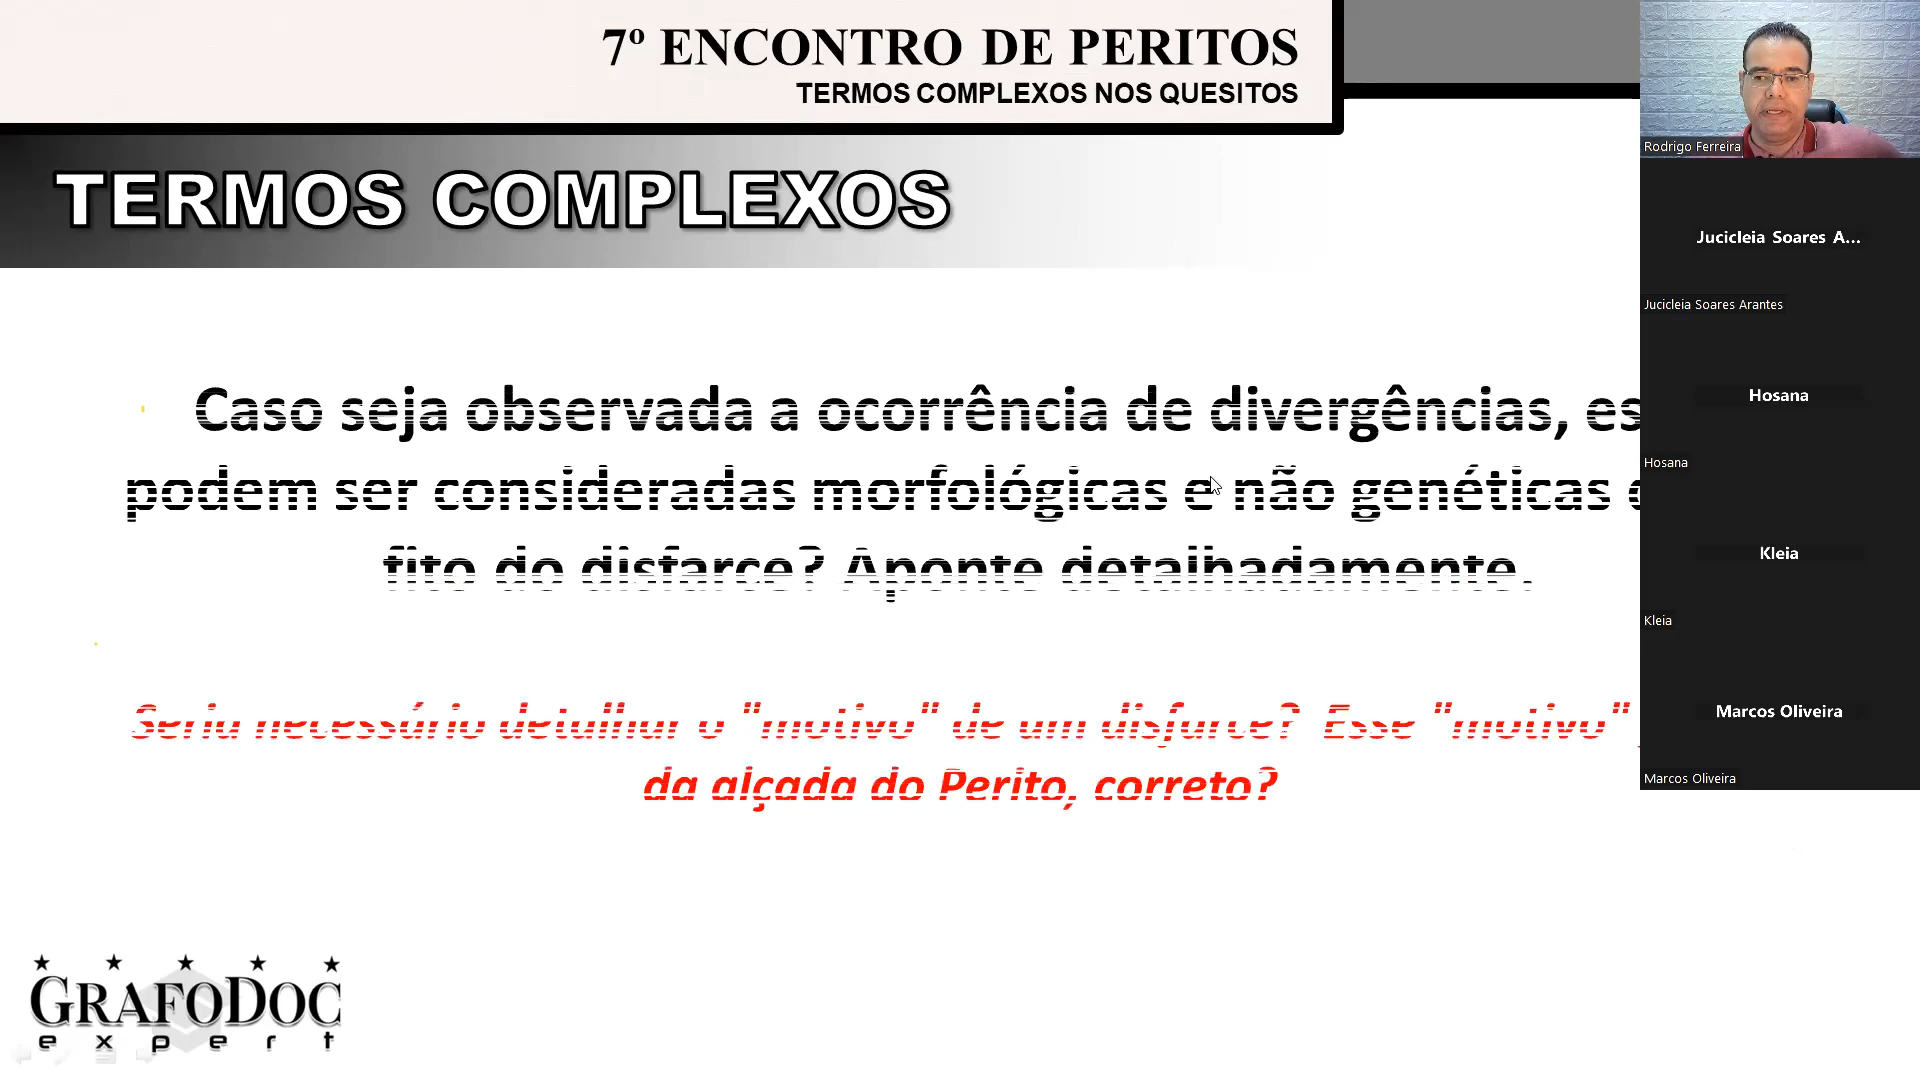 7º ENCONTRO DE PERITOS
TERMOS COMPLEXOS NOS QUESITOS
TERMOS COMPLEXOS
Caso seja observada a ocorrência de divergências, es
podem ser consideradas morfológicas e não genéticas
fito do disfarce? Aponte detalhadamente.
Seria necessário detalhar o "motivo" de um disfarce? Esse "motivo"
da alçada do Perito, correto?
GRAFODOC
expert
Rodrigo Ferreira
Jucicleia Soares A...
Jucicleia Soares Arantes
Hosana
Hosana
Kleia
Kleia
Marcos Oliveira
Marcos Oliveira